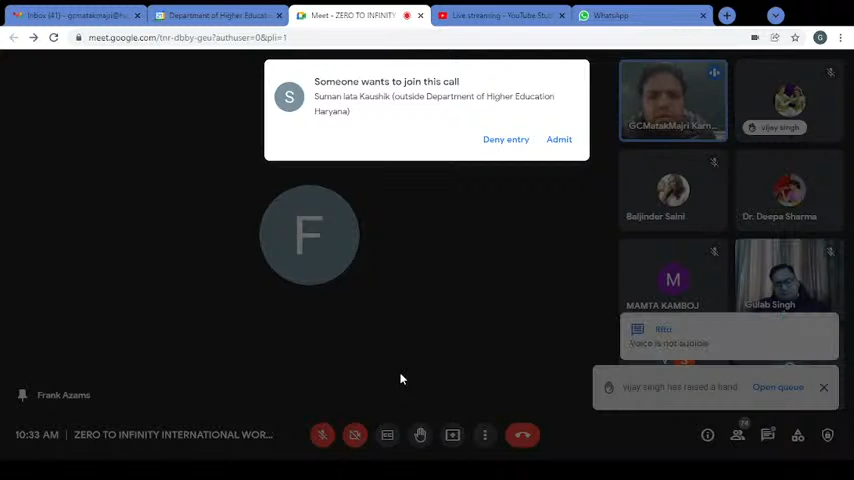 Inbox (41) - gcmatakmajri@h
Department of Higher Educatio
Meet - ZERO TO INFINITY
Live streaming - YouTube Stu
WhatsApp
meet.google.com/tnr-dbby-geu?authuser=0&pli=1
G
Someone wants to join this call
S
Suman lata Kaushik (outside Department of Higher Education
Haryana)
Deny entry
Admit
GCMatakMajri Karn...
vijay singh
F
Baljinder Saini
Dr. Deepa Sharma
M
MAMTA KAMBOJ
Gulab Singh
Ritu
Voice is not audible
vijay singh has raised a hand
Open queue
Frank Azams
10:33 AM | ZERO TO INFINITY INTERNATIONAL WOR...
74